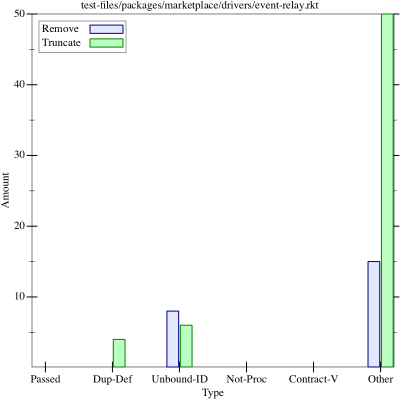 test-files/packages/marketplace/drivers/event-relay.rkt
50
Remove
Truncate
40
30
Amount
20
10
Passed Dup-Def Unbound-ID Not-Proc Contract-V Other
Type